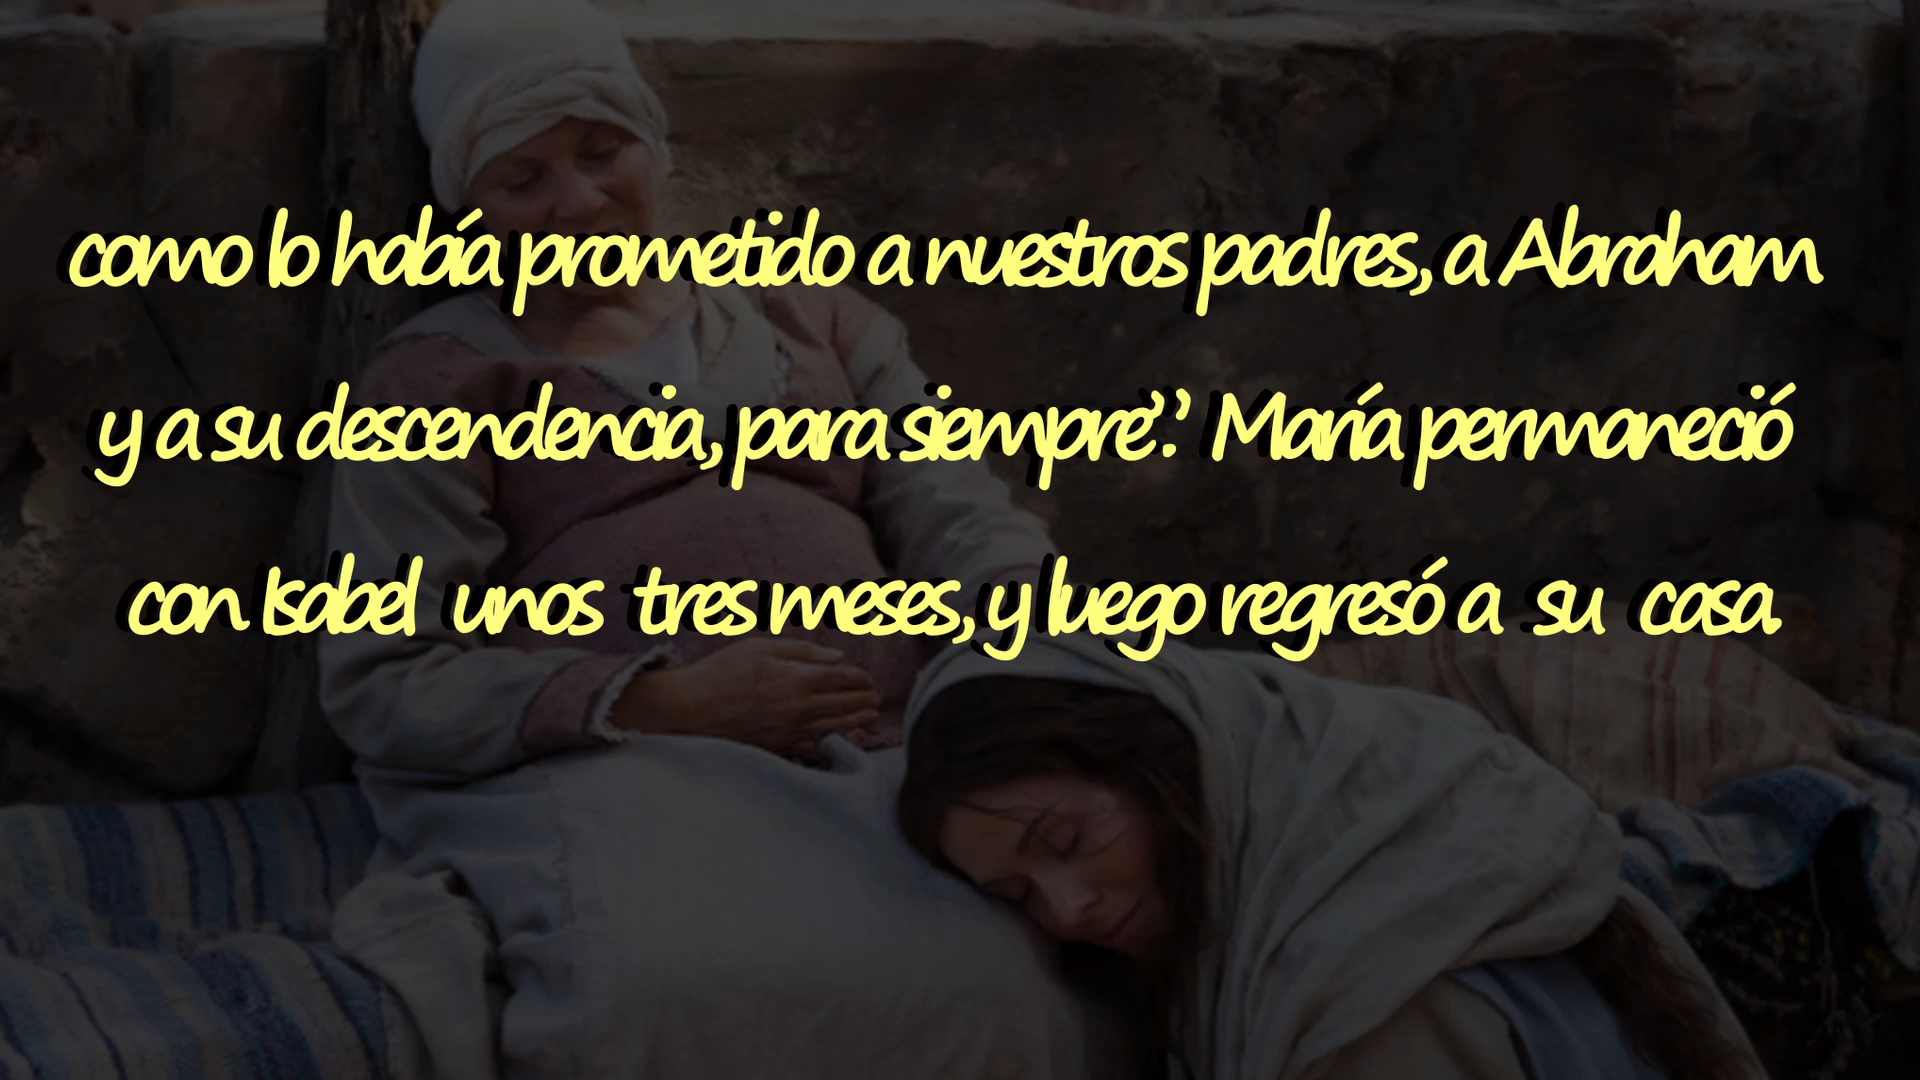 como lo había prometido a nuestros padres, a Abraham
y a su descendencia, para siempre”. María permaneció
con Isabel unos tres meses, y luego regresó a su casa.